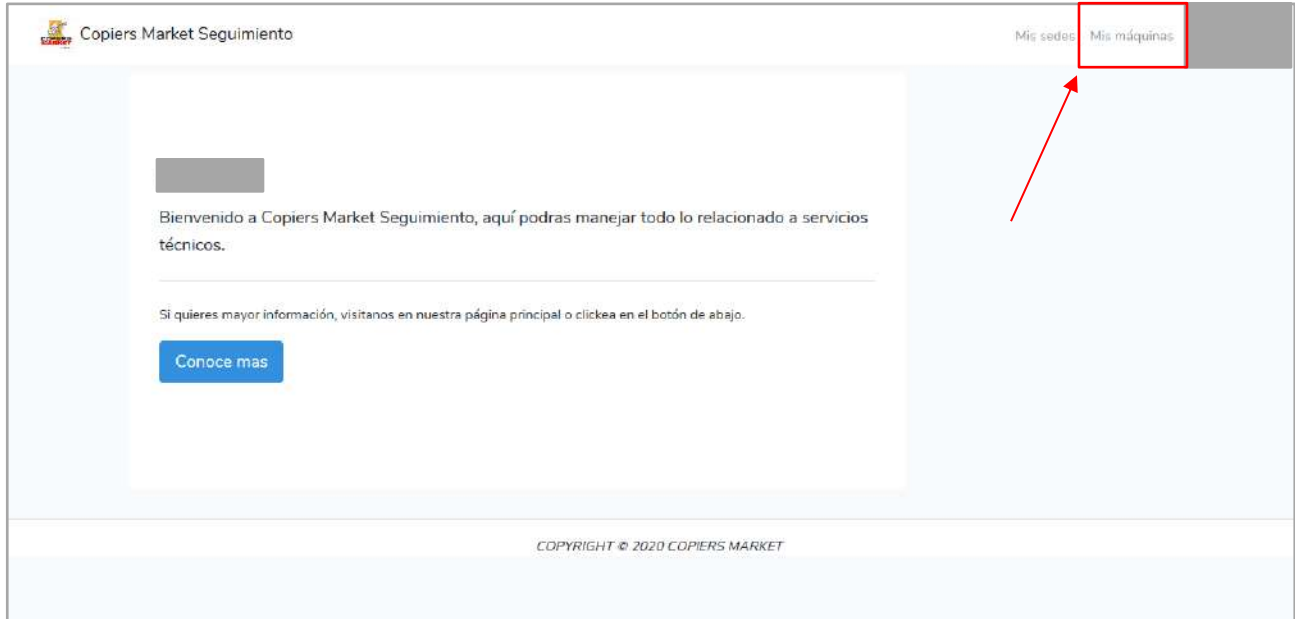 Copiers Market Seguimiento
Mis sedes
Mis máquinas
Bienvenido a Copiers Market Seguimiento, aquí podras manejar todo lo relacionado a servicios
técnicos.
Si quieres mayor información, visitanos en nuestra página principal o clickea en el botón de abajo.
Conoce mas
COPYRIGHT © 2020 COPIERS MARKET